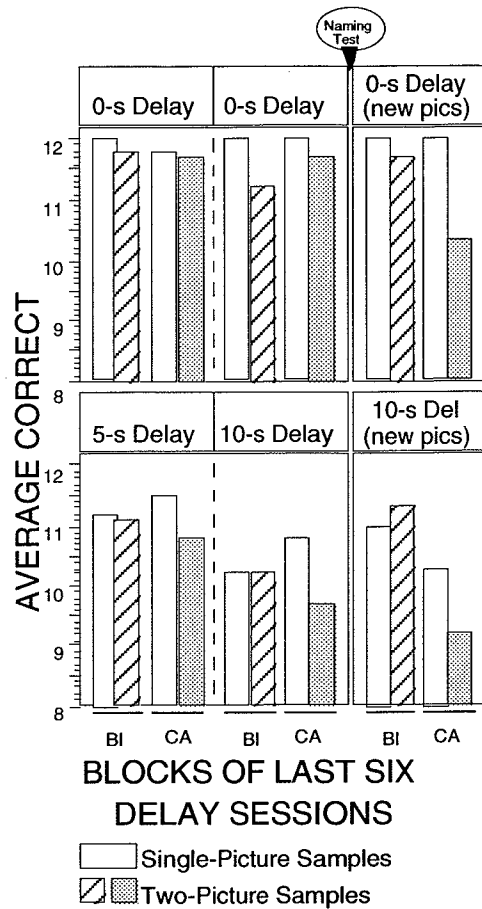 Naming
Test
0-s Delay
0-s Delay
0-s Delay
(new pics)
12
11
10
9
8
5-s Delay
10-s Delay
10-s Del
(new pics)
12
11
10
9
8
AVERAGE CORRECT
BI
CA
BI
CA
BI
CA
BLOCKS OF LAST SIX
DELAY SESSIONS
Single-Picture Samples
Two-Picture Samples